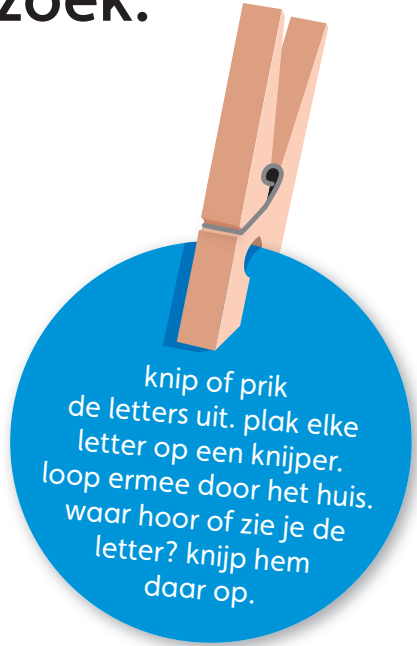 zoek.
knip of prik
de letters uit. plak elke
letter op een knijper.
loop ermee door het huis.
waar hoor of zie je de
letter? knijp hem
daar op.